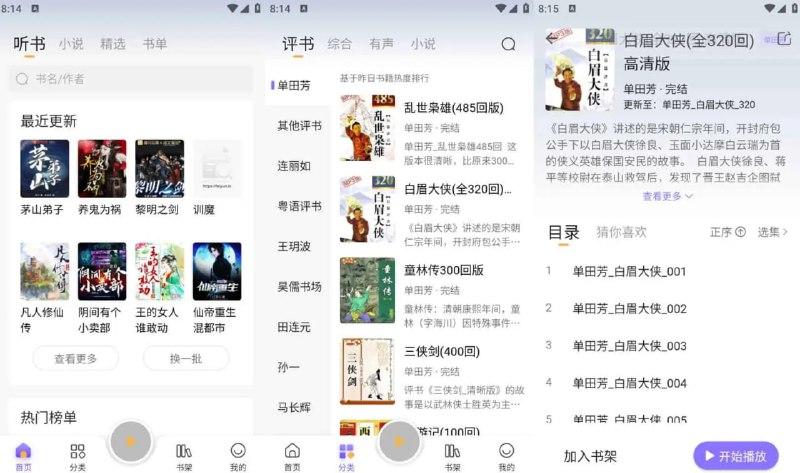 8:14
听书 小说 精选 书单
书名/作者
最近更新
茅山弟子
养鬼为祸
黎明之剑
训魔
凡人修仙传
阴间有个小卖部
王的女人谁敢动
仙帝重生混都市
查看更多
换一批
热门榜单
首页 分类 书架 我的
8:14
评书 综合 有声 小说
单田芳
其他评书
连丽如
粤语评书
王玥波
吴儒书场
田连元
孙一
马长辉
基于昨日书籍热度排行
乱世枭雄(485回版)
单田芳 · 完结
单田芳_乱世枭雄485回 这
版本很清晰，比原来300...
白眉大侠(全320回)...
单田芳 · 完结
《白眉大侠》讲述的是宋朝
仁宗年间，开封府包公手...
童林传300回版
单田芳 · 完结
童林传：清朝康熙年间，童
林（字海川）因特殊事件...
三侠剑(400回)
单田芳 · 完结
评书《三侠剑_清晰版》的故
事是以武林侠士胜英为主...
游记(100回)
首页 分类 书架 我的
8:15
白眉大侠(全320回)
高清版
单田芳 · 完结
更新至：单田芳_白眉大侠_320
《白眉大侠》讲述的是宋朝仁宗年间，开封府包
公手下以白眉大侠徐良、玉面小达摩白云瑞为首
的侠义英雄保国安民的故事。 白眉大侠徐良、蒋
平等校尉在泰山救驾后，发现了晋王赵吉企图弑
查看更多
目录 猜你喜欢 正序 选集
1 单田芳_白眉大侠_001
2 单田芳_白眉大侠_002
3 单田芳_白眉大侠_003
4 单田芳_白眉大侠_004
5 单田芳_白眉大侠_005
加入书架
开始播放